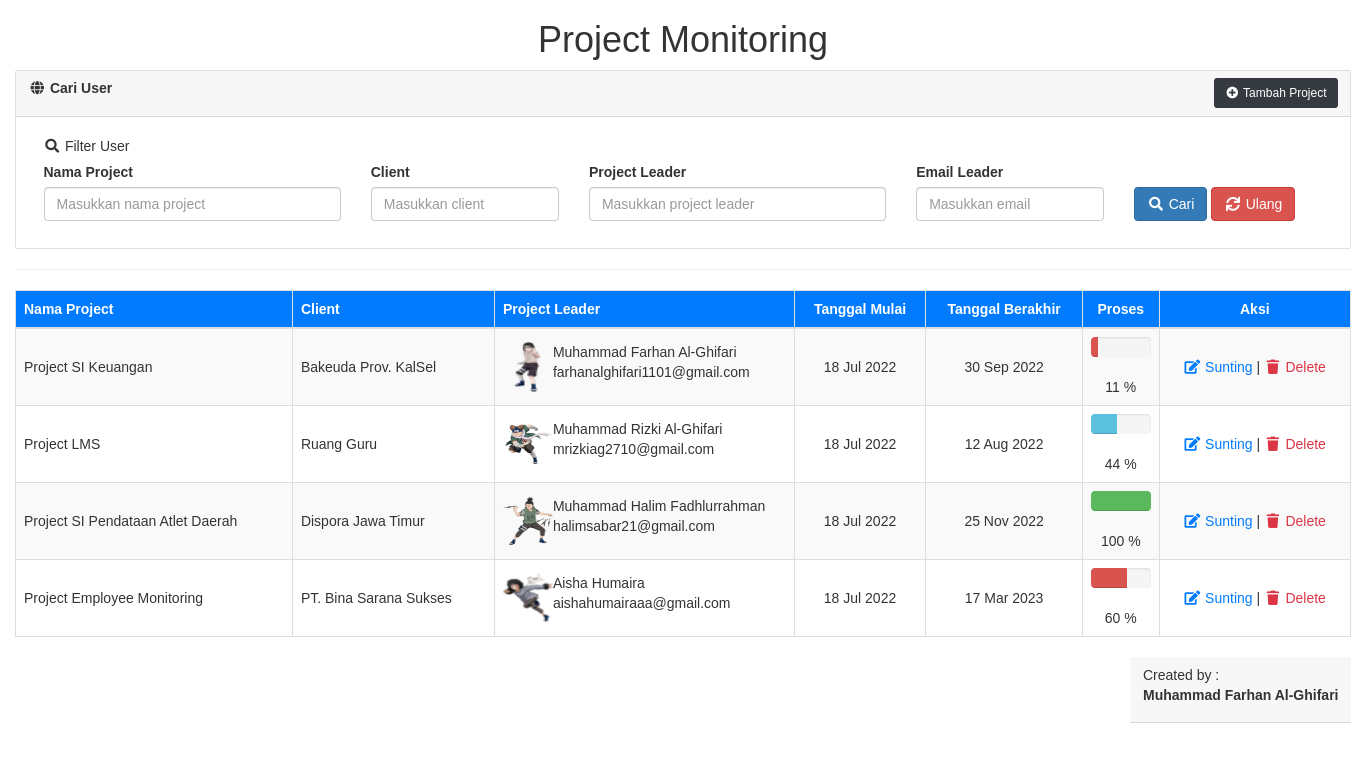 Project Monitoring
Cari User
Tambah Project
Filter User
Nama Project Client Project Leader Email Leader
Masukkan nama project Masukkan client Masukkan project leader Masukkan email Cari Ulang
Nama Project Client Project Leader Tanggal Mulai Tanggal Berakhir Proses Aksi
Project SI Keuangan Bakeuda Prov. KalSel Muhammad Farhan Al-Ghifari
farhanalghifari1101@gmail.com 18 Jul 2022 30 Sep 2022 11 % Sunting | Delete
Project LMS Ruang Guru Muhammad Rizki Al-Ghifari
mrizkiag2710@gmail.com 18 Jul 2022 12 Aug 2022 44 % Sunting | Delete
Project SI Pendataan Atlet Daerah Dispora Jawa Timur Muhammad Halim Fadhlurrahman
halimsabar21@gmail.com 18 Jul 2022 25 Nov 2022 100 % Sunting | Delete
Project Employee Monitoring PT. Bina Sarana Sukses Aisha Humaira
aishahumairaaa@gmail.com 18 Jul 2022 17 Mar 2023 60 % Sunting | Delete
Created by :
Muhammad Farhan Al-Ghifari